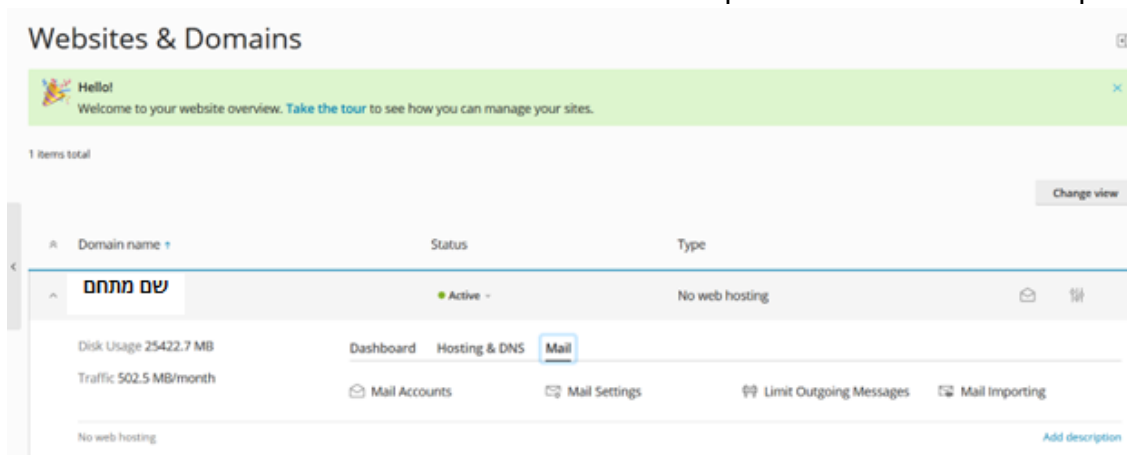 Websites & Domains
Hello!
Welcome to your website overview. Take the tour to see how you can manage your sites.
1 items total
Change view
Domain name ↑ Status Type
שם מתחם Active No web hosting
Disk Usage 25422.7 MB Dashboard Hosting & DNS Mail
Traffic 502.5 MB/month
Mail Accounts Mail Settings Limit Outgoing Messages Mail Importing
No web hosting Add description